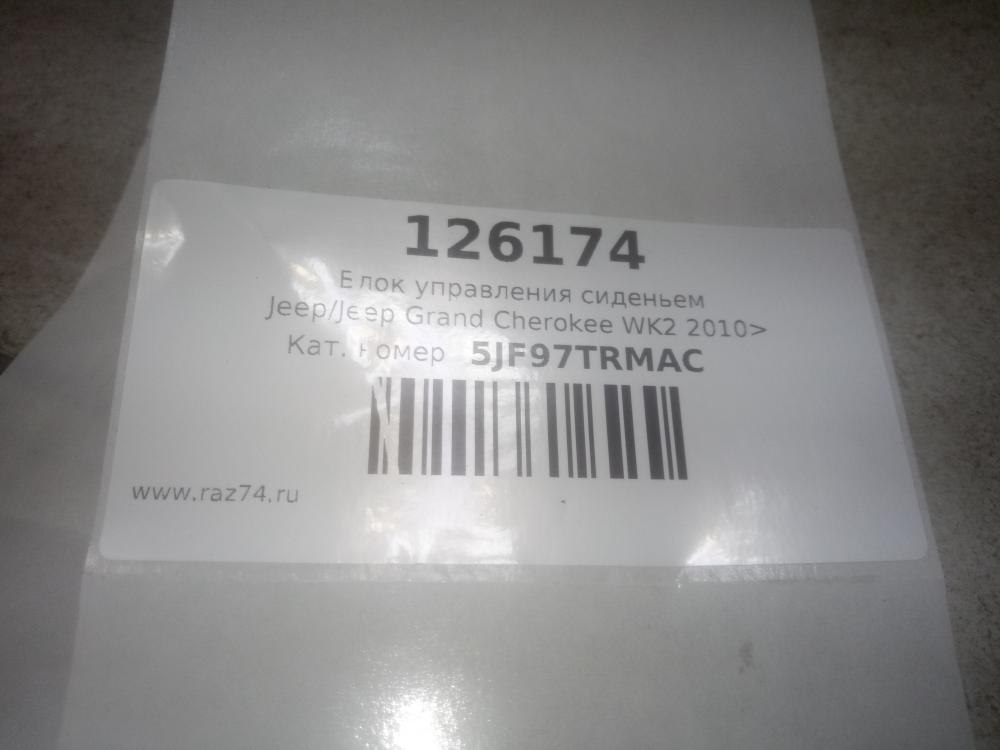 126174
Блок управления сиденьем
Jeep/Jeep Grand Cherokee WK2 2010>
Кат. номер 5JF97TRMAC
www.raz74.ru